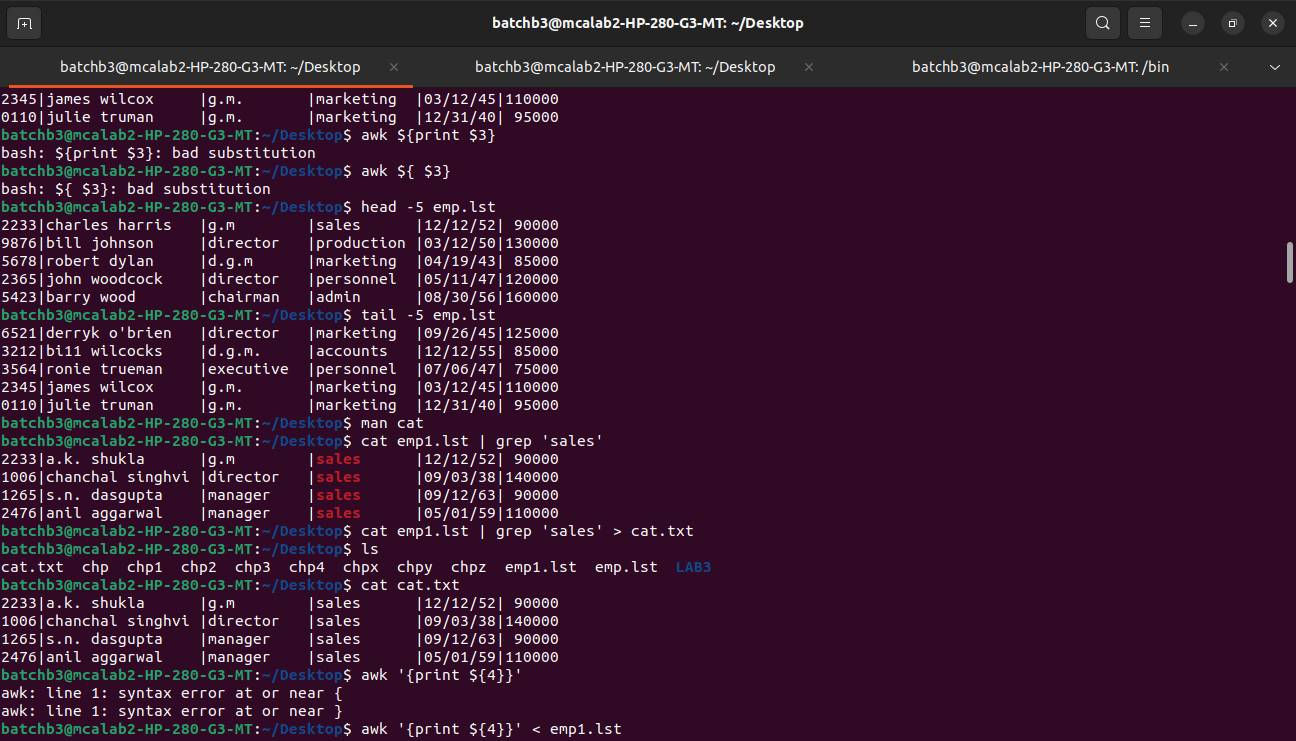 batchb3@mcalab2-HP-280-G3-MT: ~/Desktop
batchb3@mcalab2-HP-280-G3-MT: ~/Desktop × batchb3@mcalab2-HP-280-G3-MT: ~/Desktop × batchb3@mcalab2-HP-280-G3-MT: /bin ×
2345|james wilcox     |g.m.       |marketing  |03/12/45|110000
0110|julie truman     |g.m.       |marketing  |12/31/40| 95000
batchb3@mcalab2-HP-280-G3-MT:~/Desktop$ awk ${print $3}
bash: ${print $3}: bad substitution
batchb3@mcalab2-HP-280-G3-MT:~/Desktop$ awk ${ $3}
bash: ${ $3}: bad substitution
batchb3@mcalab2-HP-280-G3-MT:~/Desktop$ head -5 emp.lst
2233|charles harris   |g.m        |sales      |12/12/52| 90000
9876|bill johnson     |director   |production |03/12/50|130000
5678|robert dylan     |d.g.m      |marketing  |04/19/43| 85000
2365|john woodcock    |director   |personnel  |05/11/47|120000
5423|barry wood       |chairman   |admin      |08/30/56|160000
batchb3@mcalab2-HP-280-G3-MT:~/Desktop$ tail -5 emp.lst
6521|derryk o'brien   |director   |marketing  |09/26/45|125000
3212|bi11 wilcocks    |d.g.m.     |accounts   |12/12/55| 85000
3564|ronie trueman    |executive  |personnel  |07/06/47| 75000
2345|james wilcox     |g.m.       |marketing  |03/12/45|110000
0110|julie truman     |g.m.       |marketing  |12/31/40| 95000
batchb3@mcalab2-HP-280-G3-MT:~/Desktop$ man cat
batchb3@mcalab2-HP-280-G3-MT:~/Desktop$ cat emp1.lst | grep 'sales'
2233|a.k. shukla      |g.m        |sales      |12/12/52| 90000
1006|chanchal singhvi |director   |sales      |09/03/38|140000
1265|s.n. dasgupta    |manager    |sales      |09/12/63| 90000
2476|anil aggarwal    |manager    |sales      |05/01/59|110000
batchb3@mcalab2-HP-280-G3-MT:~/Desktop$ cat emp1.lst | grep 'sales' > cat.txt
batchb3@mcalab2-HP-280-G3-MT:~/Desktop$ ls
cat.txt  chp  chp1  chp2  chp3  chp4  chpx  chpy  chpz  emp1.lst  emp.lst  LAB3
batchb3@mcalab2-HP-280-G3-MT:~/Desktop$ cat cat.txt
2233|a.k. shukla      |g.m        |sales      |12/12/52| 90000
1006|chanchal singhvi |director   |sales      |09/03/38|140000
1265|s.n. dasgupta    |manager    |sales      |09/12/63| 90000
2476|anil aggarwal    |manager    |sales      |05/01/59|110000
batchb3@mcalab2-HP-280-G3-MT:~/Desktop$ awk '{print ${4}}'
awk: line 1: syntax error at or near {
awk: line 1: syntax error at or near }
batchb3@mcalab2-HP-280-G3-MT:~/Desktop$ awk '{print ${4}}' < emp1.lst